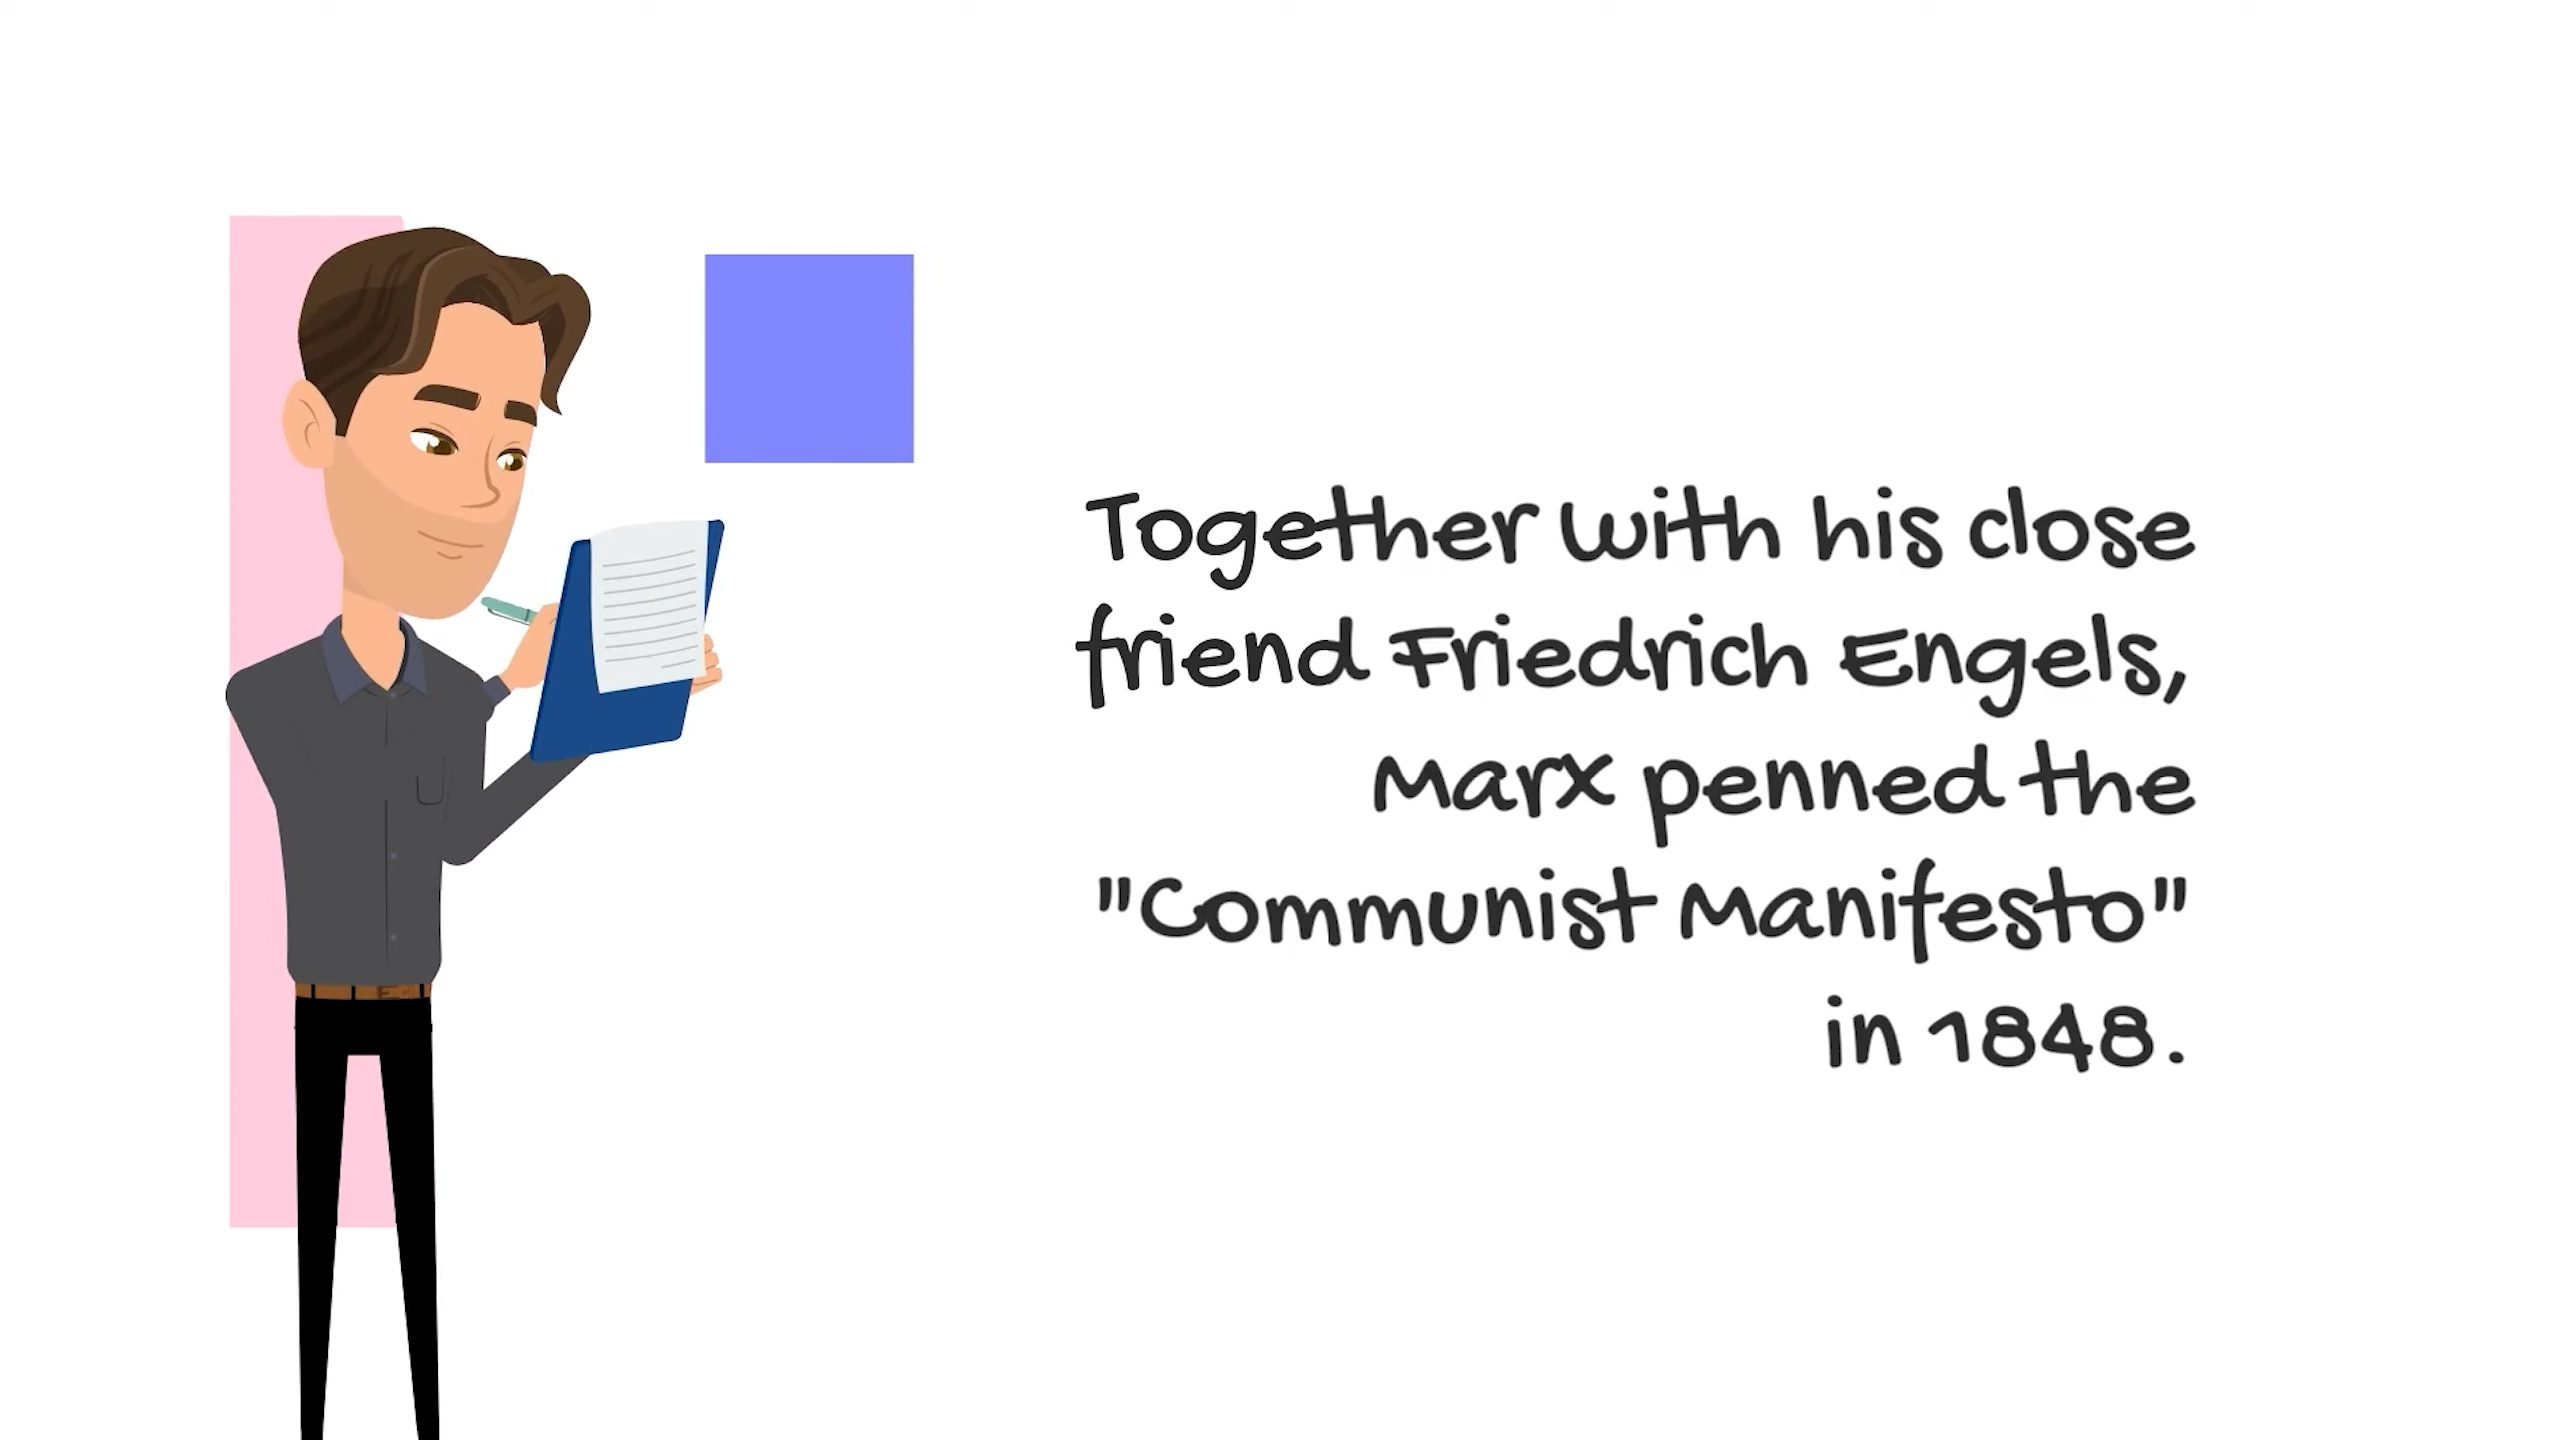 Together with his close
friend Friedrich Engels,
Marx penned the
"Communist Manifesto"
in 1848.